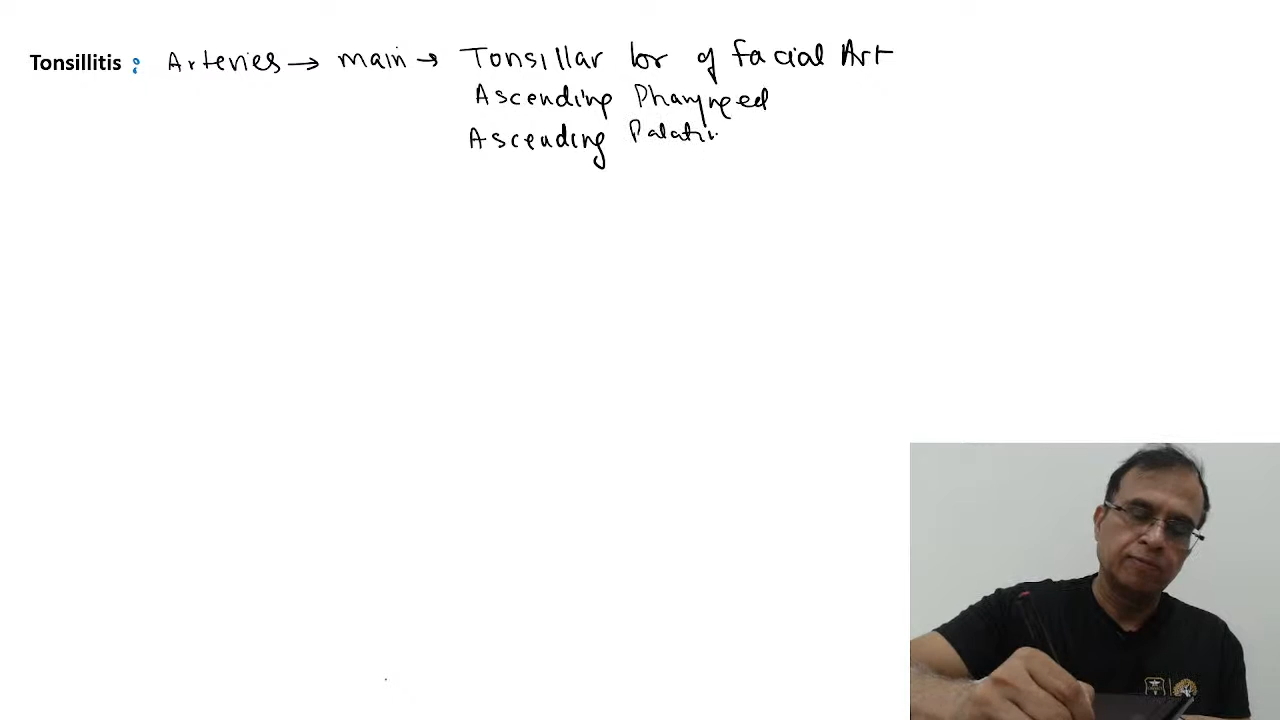 Tonsillitis : Arteries → main → Tonsillar br of facial Art
Ascending Pharyngeal
Ascending Palati